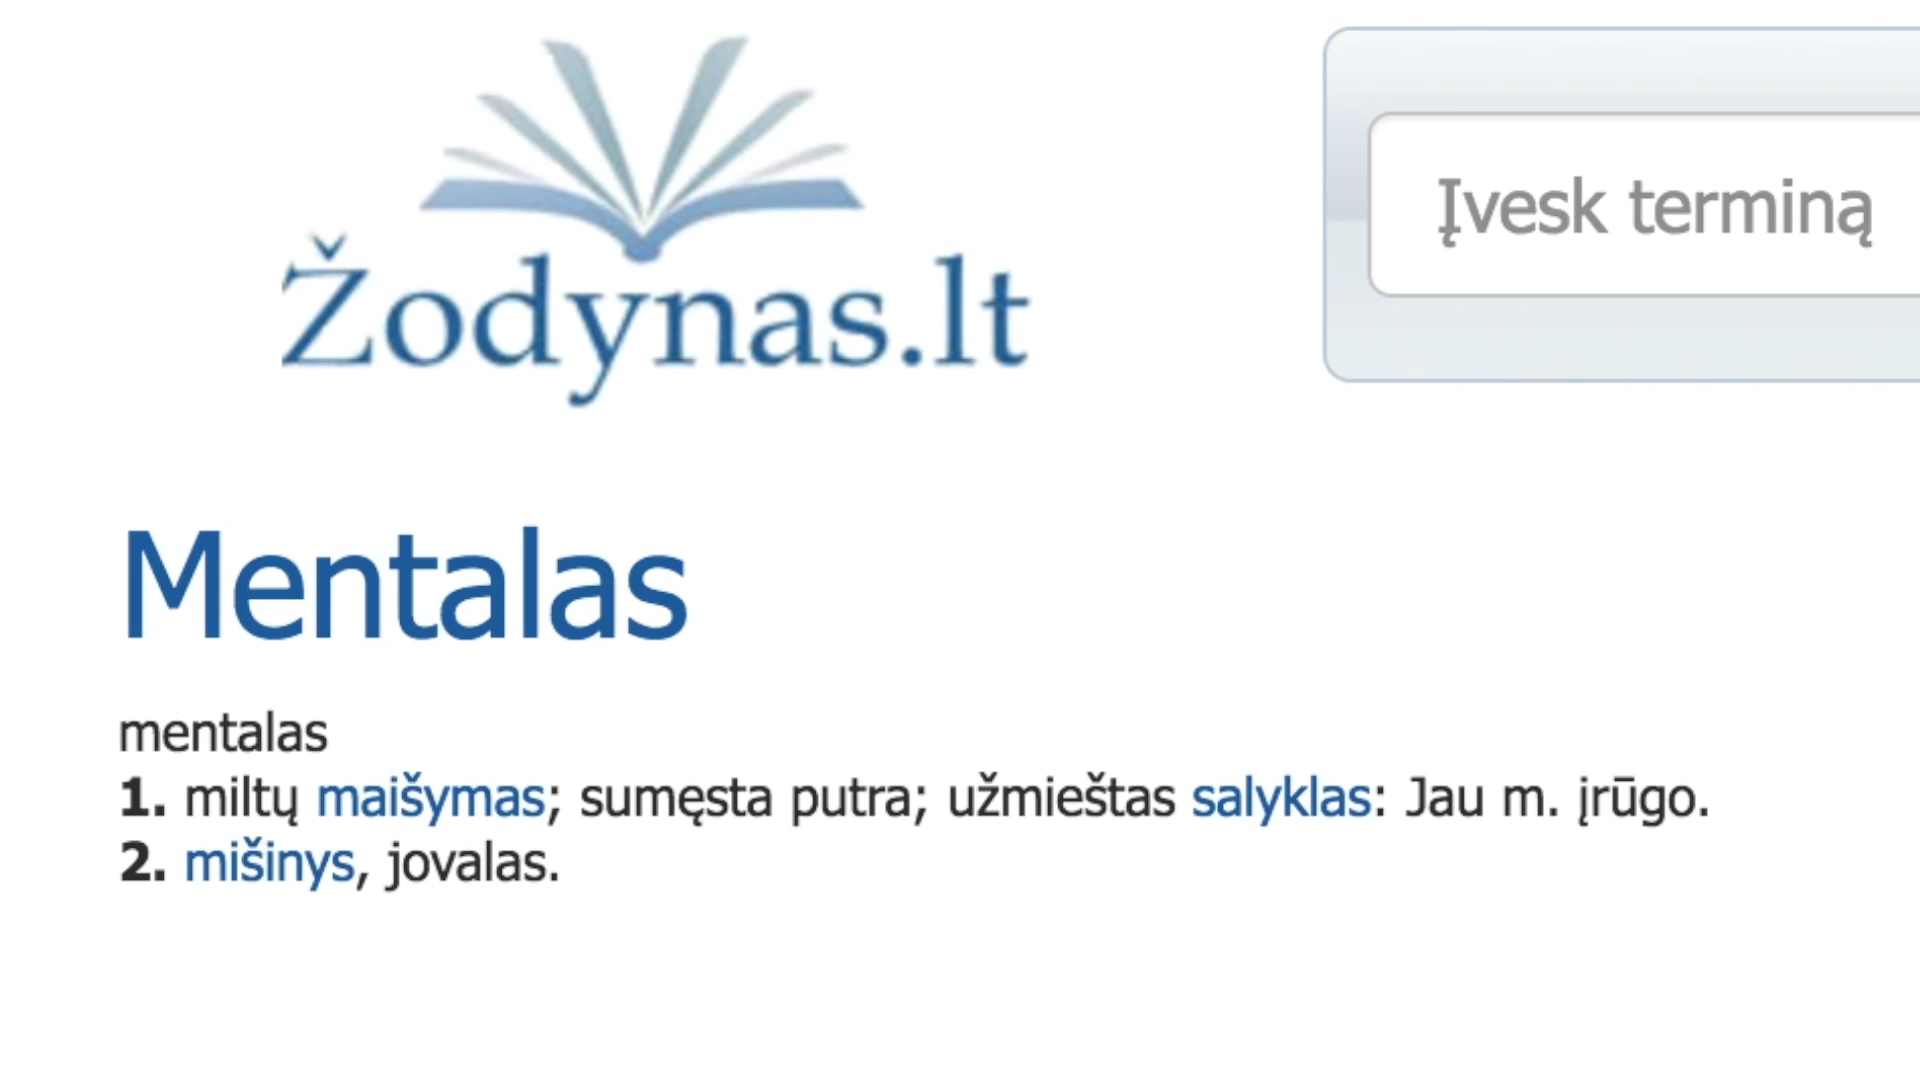 Žodynas.lt
Įvesk terminą
Mentalas
mentalas
1. miltų maišymas; sumęsta putra; užmieštas salyklas: Jau m. įrūgo.
2. mišinys, jovalas.